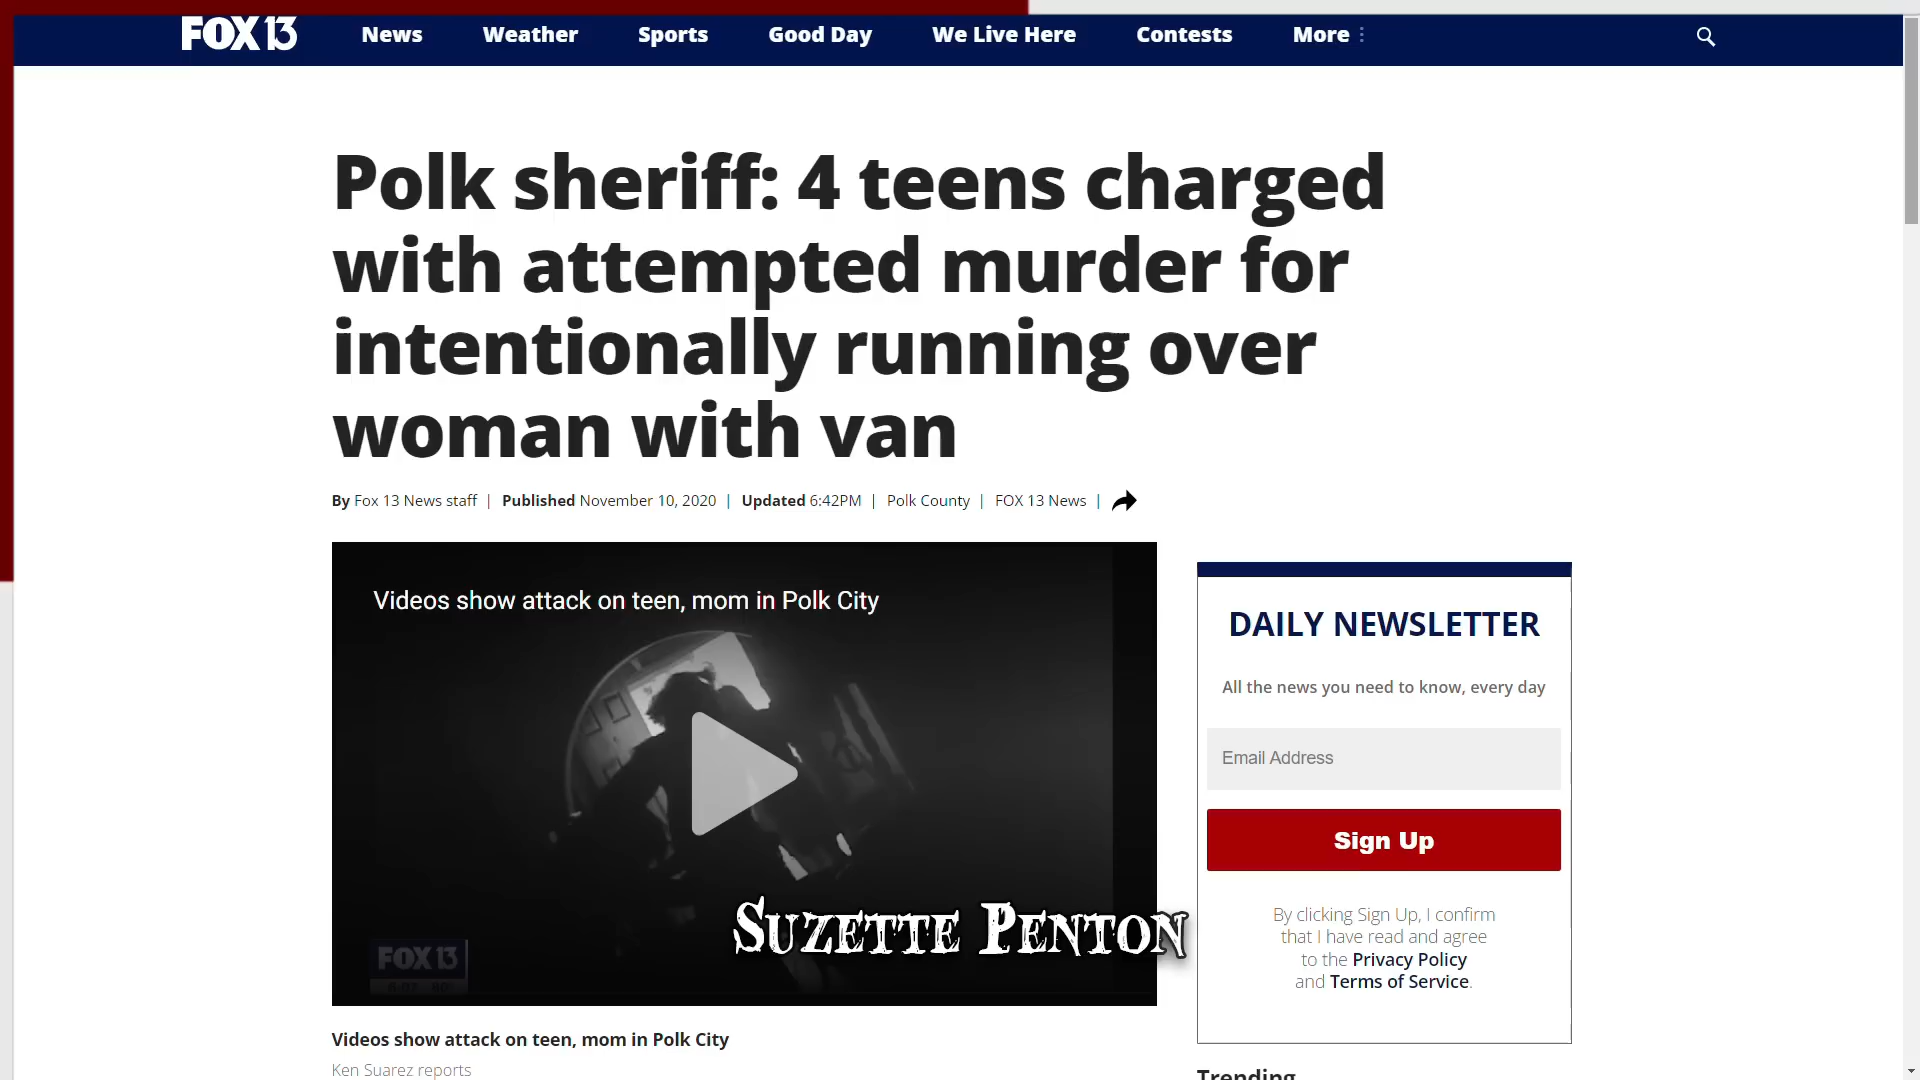 FOX 13
News Weather Sports Good Day We Live Here Contests More
Polk sheriff: 4 teens charged
with attempted murder for
intentionally running over
woman with van
By Fox 13 News staff | Published November 10, 2020 | Updated 6:42PM | Polk County | FOX 13 News |
Videos show attack on teen, mom in Polk City
FOX 13
Suzette Penton
Videos show attack on teen, mom in Polk City
Ken Suarez reports
DAILY NEWSLETTER
All the news you need to know, every day
Email Address
Sign Up
By clicking Sign Up, I confirm
that I have read and agree
to the Privacy Policy
and Terms of Service.
Trending